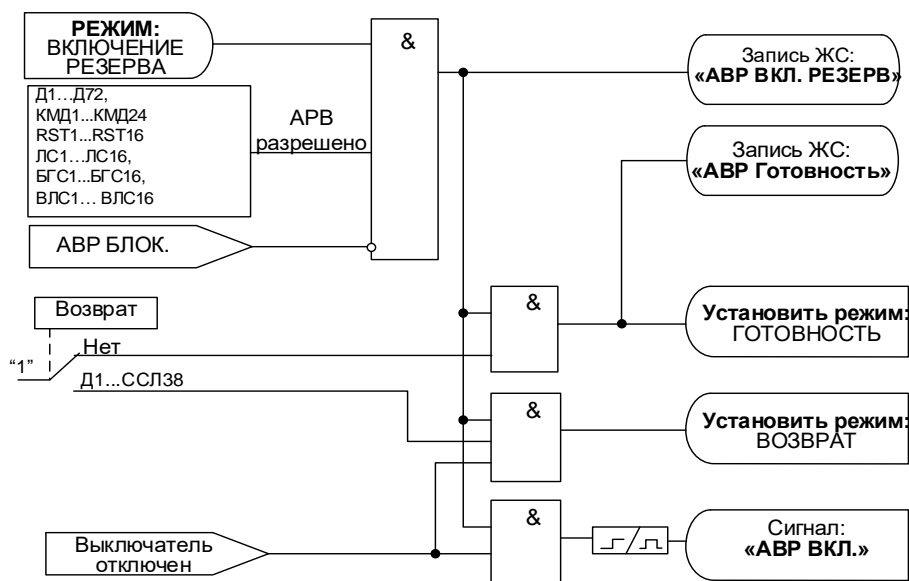 РЕЖИМ:
ВКЛЮЧЕНИЕ
РЕЗЕРВА
&
Запись ЖС:
«АВР ВКЛ. РЕЗЕРВ»
Д1...Д72,
КМД1...КМД24
RST1...RST16
ЛС1...ЛС16,
БГС1...БГС16,
ВЛС1... ВЛС16
АРВ
разрешено
Запись ЖС:
«АВР Готовность»
АВР БЛОК.
Возврат
"1"
Нет
Д1...ССЛ38
&
Установить режим:
ГОТОВНОСТЬ
&
Установить режим:
ВОЗВРАТ
Выключатель
отключен
&
Сигнал:
«АВР ВКЛ.»